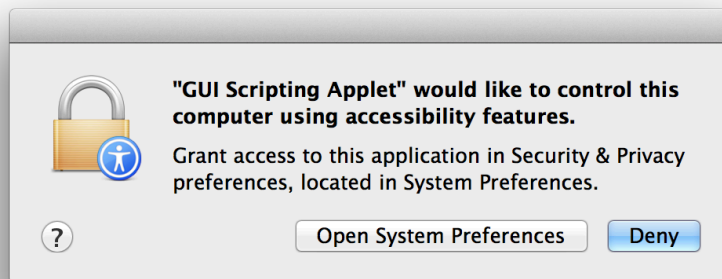 "GUI Scripting Applet" would like to control this
computer using accessibility features.
Grant access to this application in Security & Privacy
preferences, located in System Preferences.
?
Open System Preferences
Deny